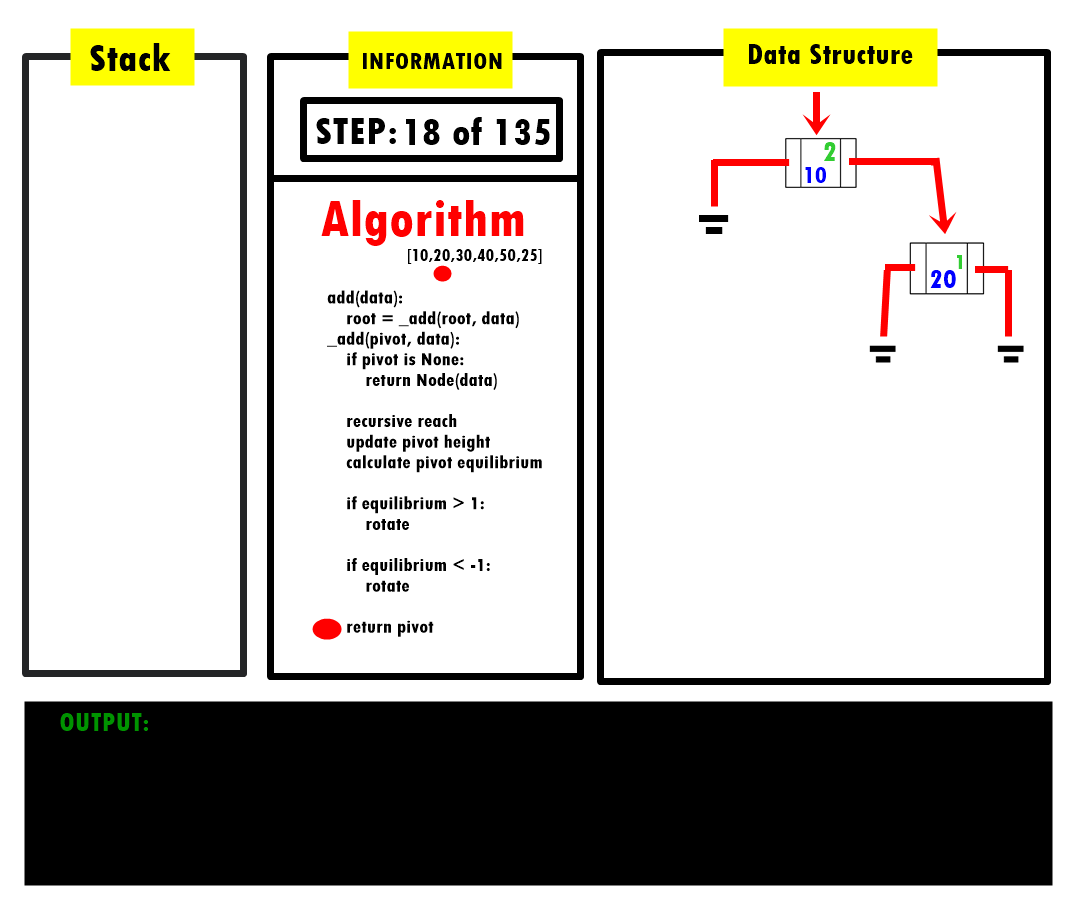 Stack
INFORMATION
STEP: 18 of 135
Algorithm
[10,20,30,40,50,25]
add(data):
root = _add(root, data)
_add(pivot, data):
if pivot is None:
return Node(data)
recursive reach
update pivot height
calculate pivot equilibrium
if equilibrium > 1:
rotate
if equilibrium < -1:
rotate
return pivot
Data Structure
2
10
1
20
OUTPUT: